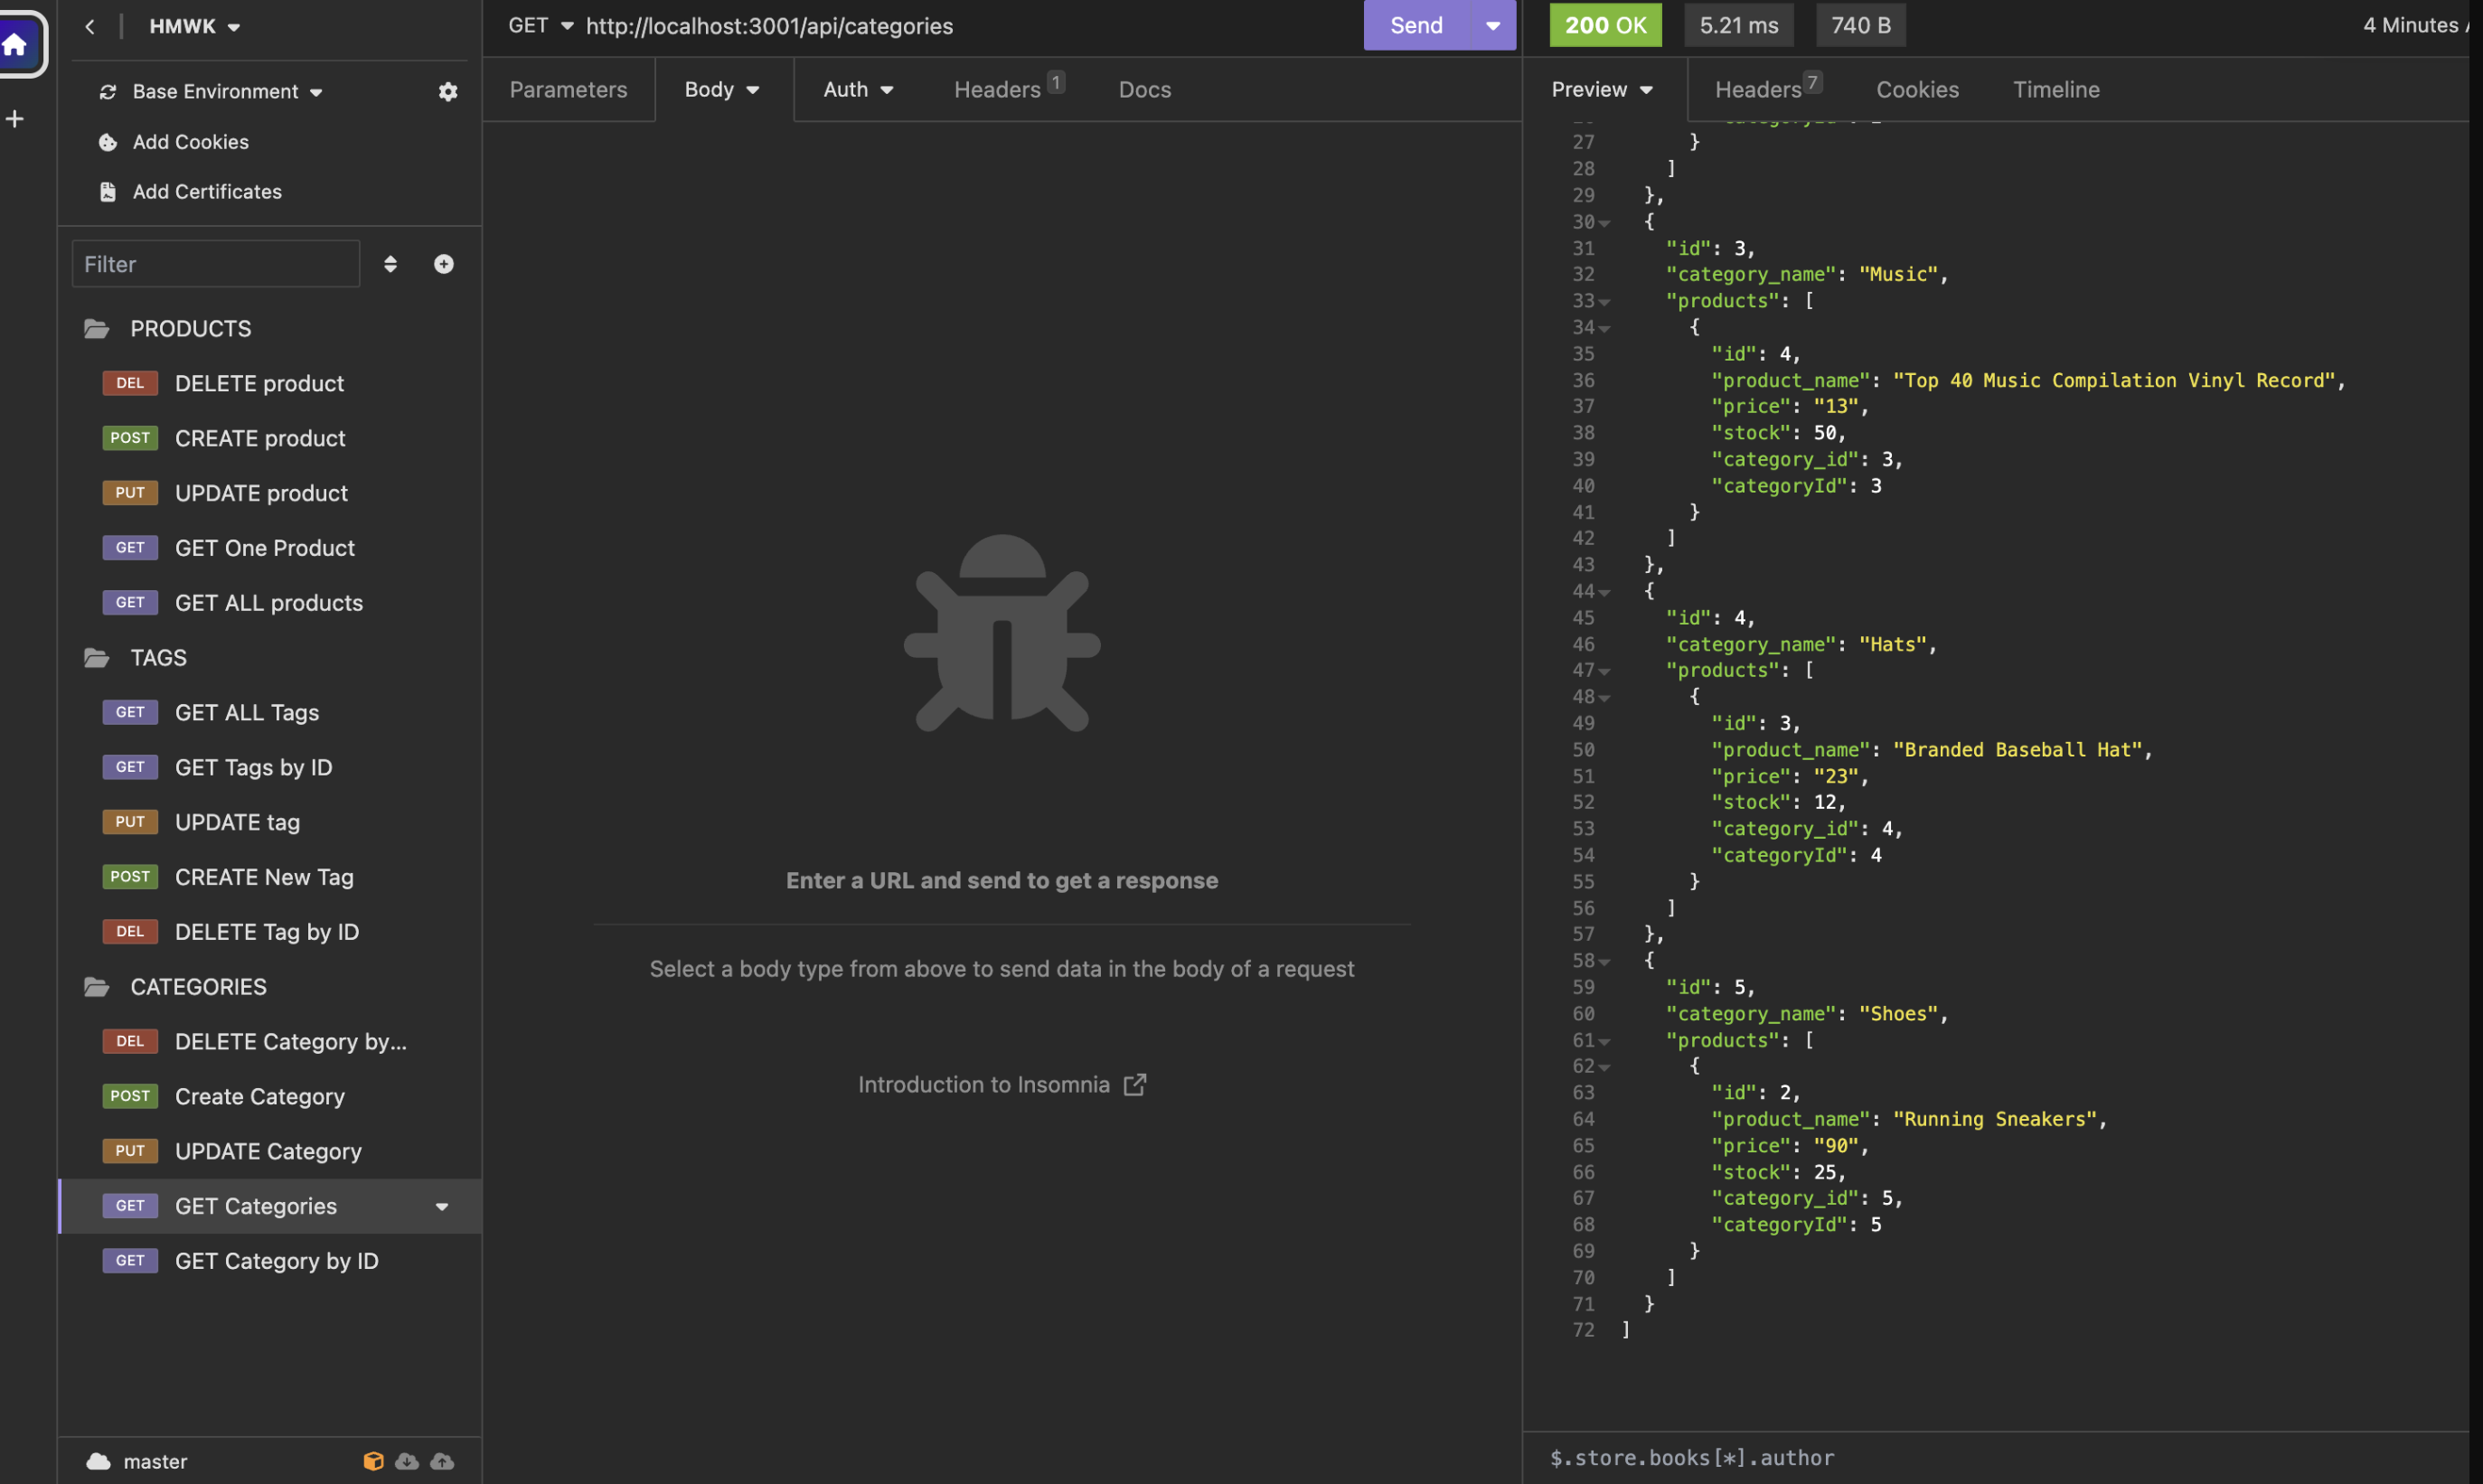 HMWK
Base Environment
Add Cookies
Add Certificates
Filter
PRODUCTS
DEL DELETE product
POST CREATE product
PUT UPDATE product
GET GET One Product
GET GET ALL products
TAGS
GET GET ALL Tags
GET GET Tags by ID
PUT UPDATE tag
POST CREATE New Tag
DEL DELETE Tag by ID
CATEGORIES
DEL DELETE Category by...
POST Create Category
PUT UPDATE Category
GET GET Categories
GET GET Category by ID
master
GET http://localhost:3001/api/categories Send
Parameters Body Auth Headers 1 Docs
Enter a URL and send to get a response
Select a body type from above to send data in the body of a request
Introduction to Insomnia
200 OK 5.21 ms 740 B 4 Minutes
Preview Headers 7 Cookies Timeline
27 }
28 ]
29 },
30 {
31 "id": 3,
32 "category_name": "Music",
33 "products": [
34 {
35 "id": 4,
36 "product_name": "Top 40 Music Compilation Vinyl Record",
37 "price": "13",
38 "stock": 50,
39 "category_id": 3,
40 "categoryId": 3
41 }
42 ]
43 },
44 {
45 "id": 4,
46 "category_name": "Hats",
47 "products": [
48 {
49 "id": 3,
50 "product_name": "Branded Baseball Hat",
51 "price": "23",
52 "stock": 12,
53 "category_id": 4,
54 "categoryId": 4
55 }
56 ]
57 },
58 {
59 "id": 5,
60 "category_name": "Shoes",
61 "products": [
62 {
63 "id": 2,
64 "product_name": "Running Sneakers",
65 "price": "90",
66 "stock": 25,
67 "category_id": 5,
68 "categoryId": 5
69 }
70 ]
71 }
72 ]
$.store.books[*].author